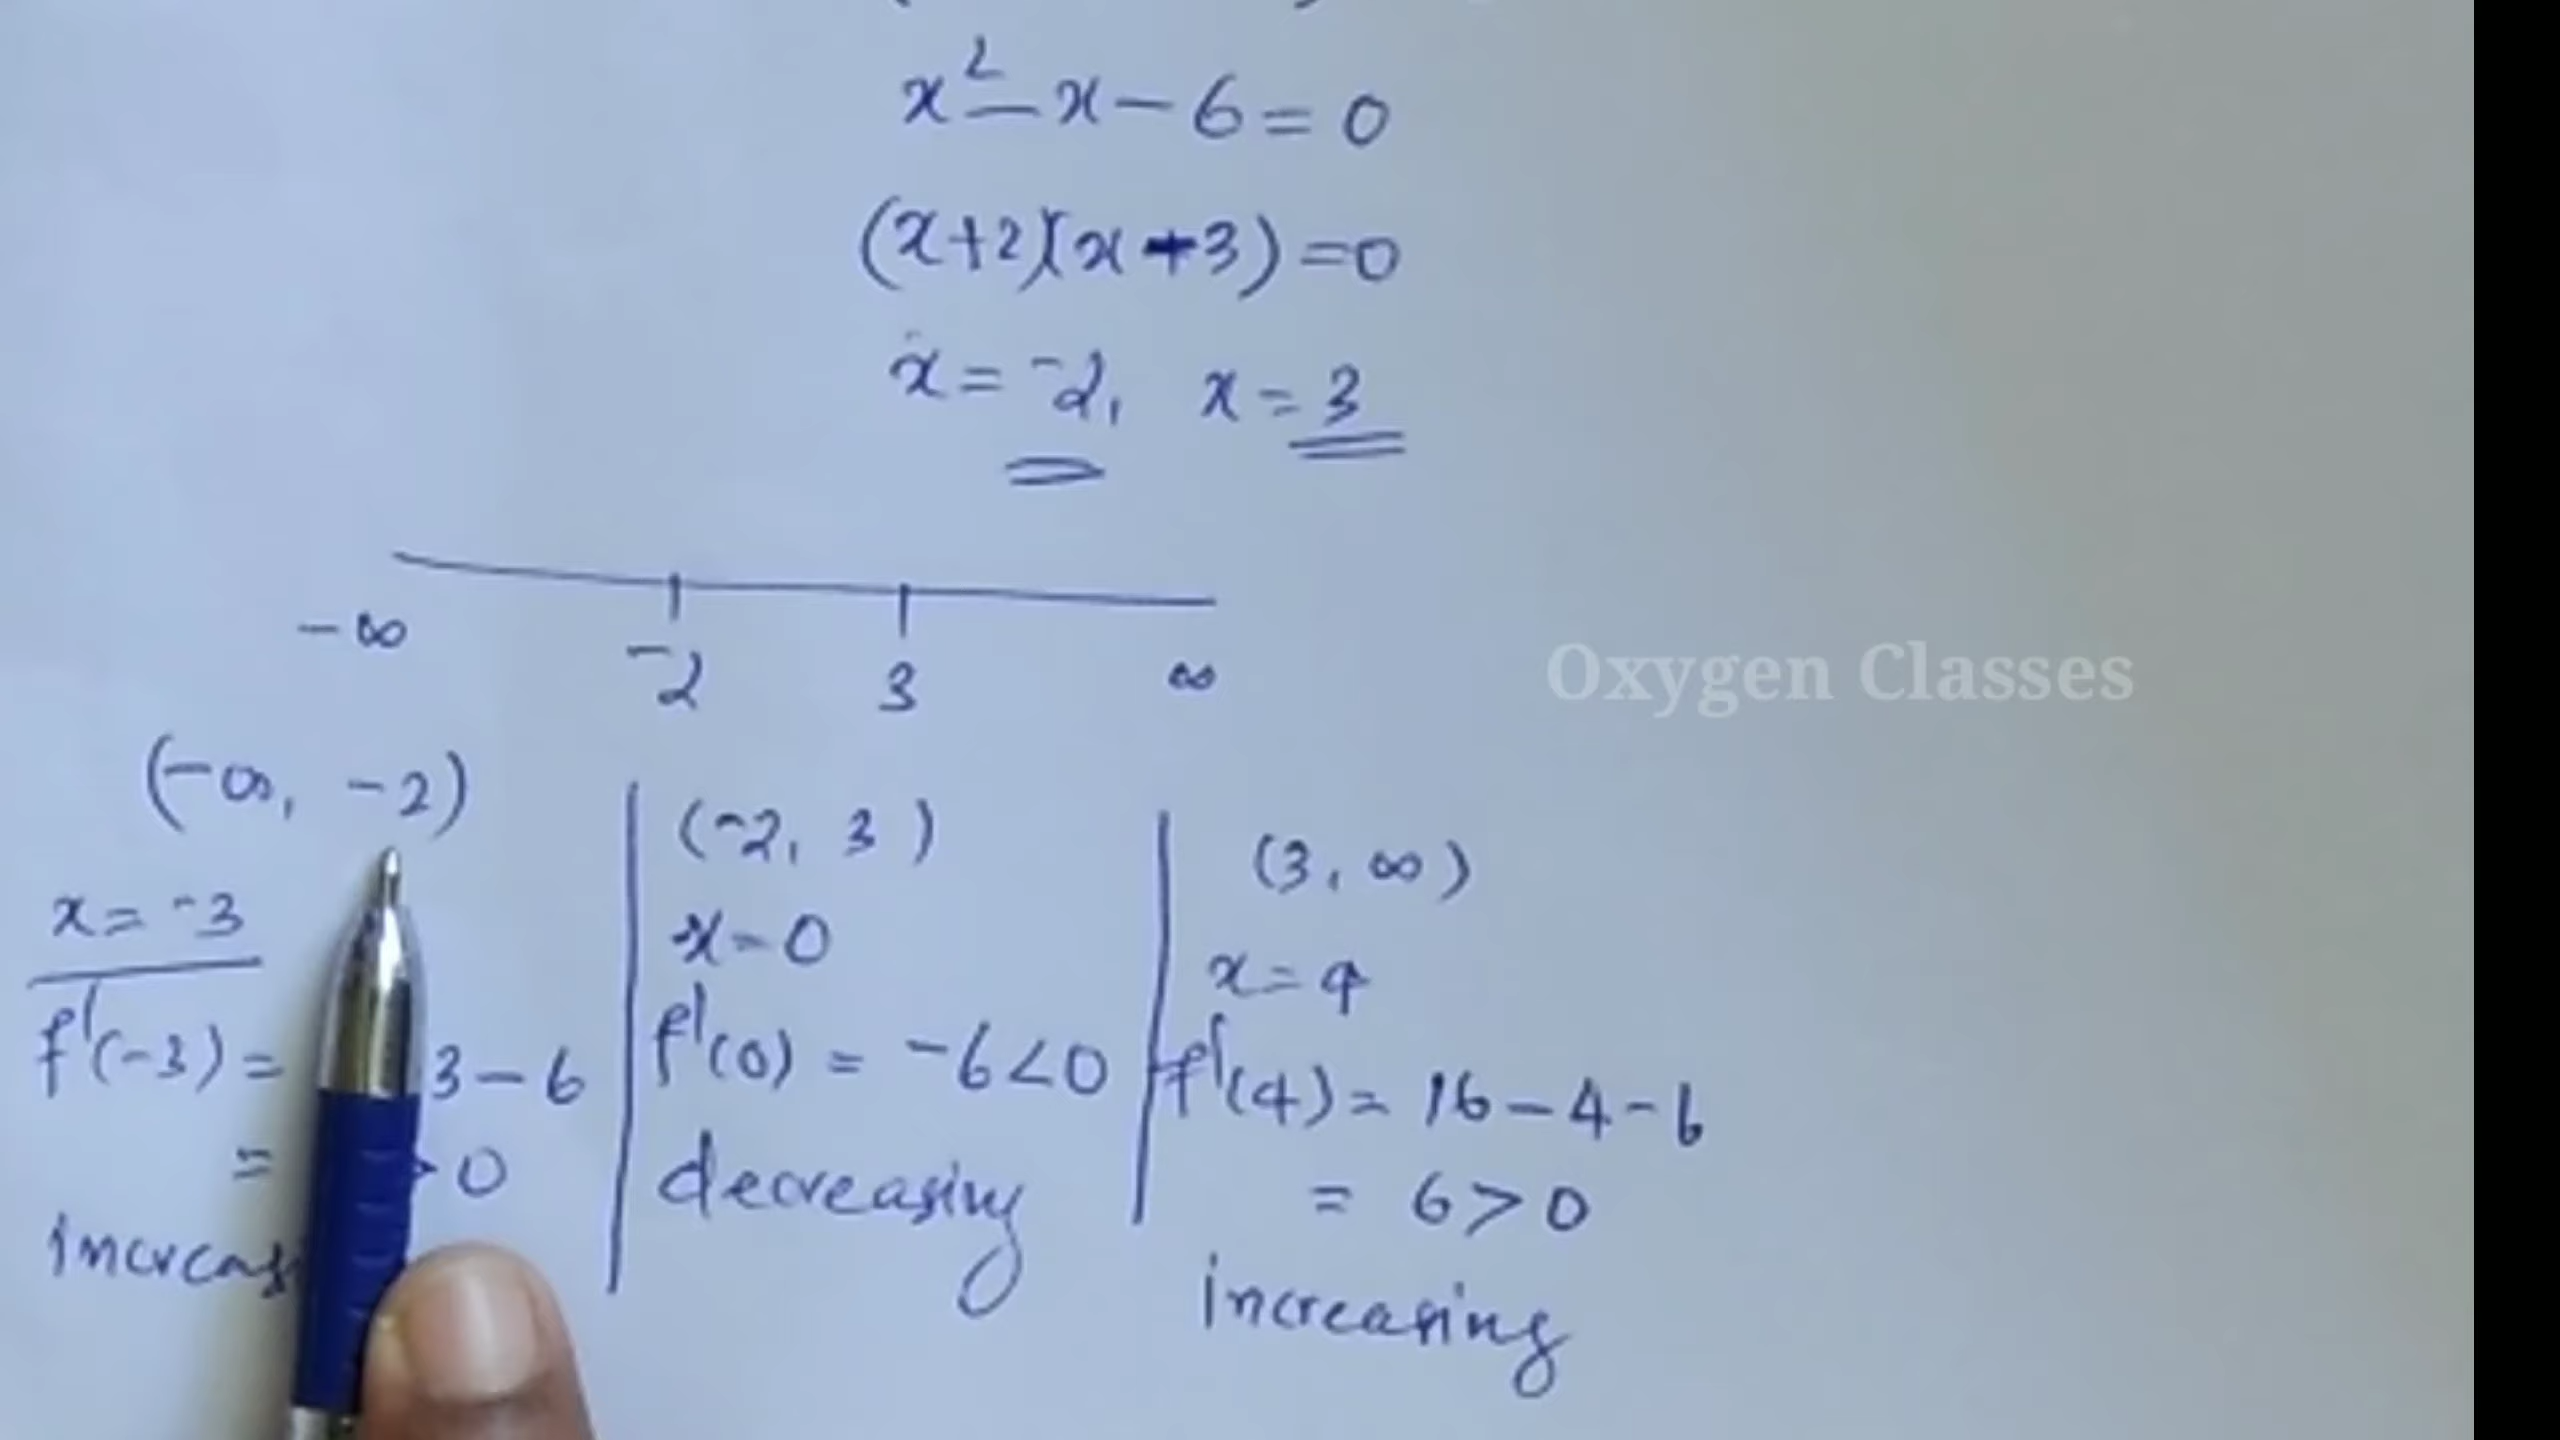 x² - x - 6 = 0
(x+2)(x+3) = 0
x = -2, x = 3
-∞ -2 3 ∞
(-∞, -2)
x = -3
f'(-3) = 3 - 6
= > 0
(-2, 3)
x = 0
f'(0) = -6 < 0
decreasing
(3, ∞)
x = 4
f'(4) = 16 - 4 - 6
= 6 > 0
increasing
Oxygen Classes